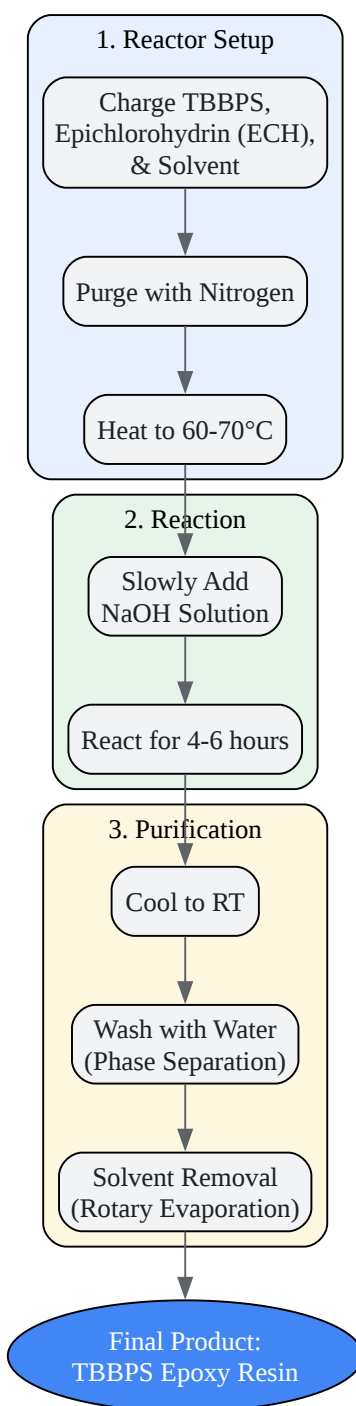 1. Reactor Setup
Charge TBBPS,
Epichlorohydrin (ECH),
& Solvent
Purge with Nitrogen
Heat to 60-70°C
2. Reaction
Slowly Add
NaOH Solution
React for 4-6 hours
3. Purification
Cool to RT
Wash with Water
(Phase Separation)
Solvent Removal
(Rotary Evaporation)
Final Product:
TBBPS Epoxy Resin